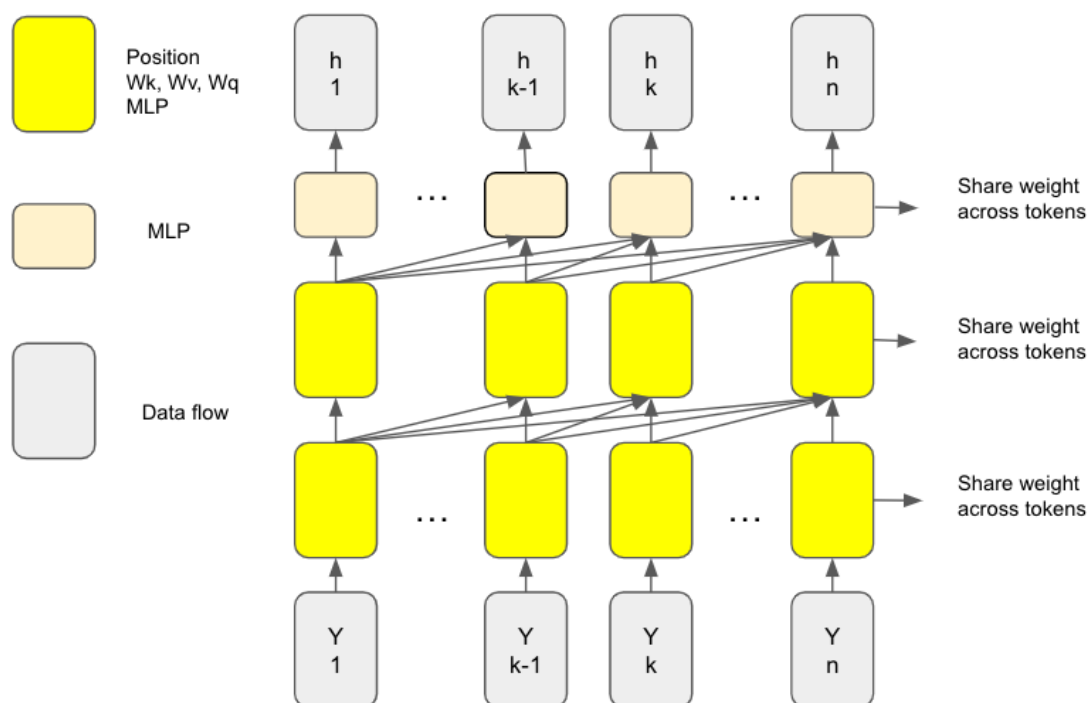 Position
Wk, Wv, Wq
MLP
MLP
Data flow
h
1
h
k-1
h
k
h
n
...
...
Share weight
across tokens
Share weight
across tokens
...
...
Share weight
across tokens
Y
1
Y
k-1
Y
k
Y
n